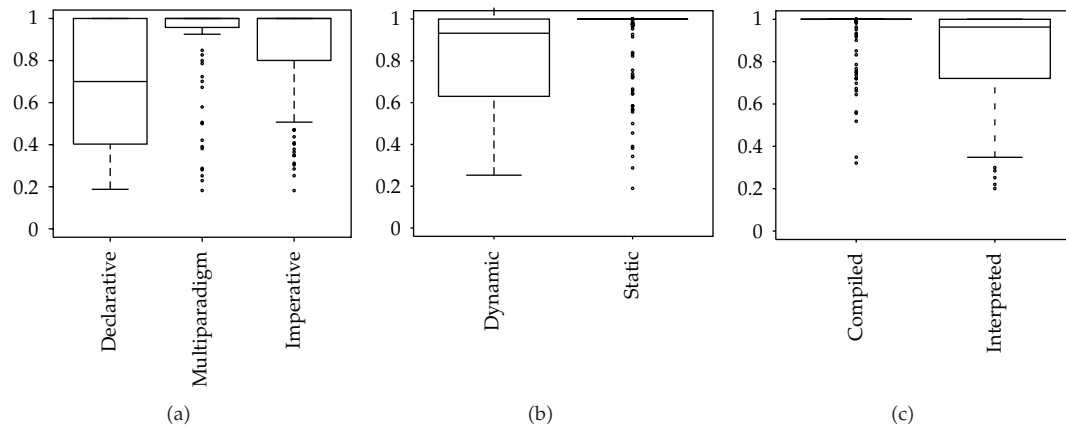 1
0.8
0.6
0.4
0.2
0
Declarative
Multiparadigm
Imperative
(a)
1
0.8
0.6
0.4
0.2
0
Dynamic
Static
(b)
1
0.8
0.6
0.4
0.2
0
Compiled
Interpreted
(c)